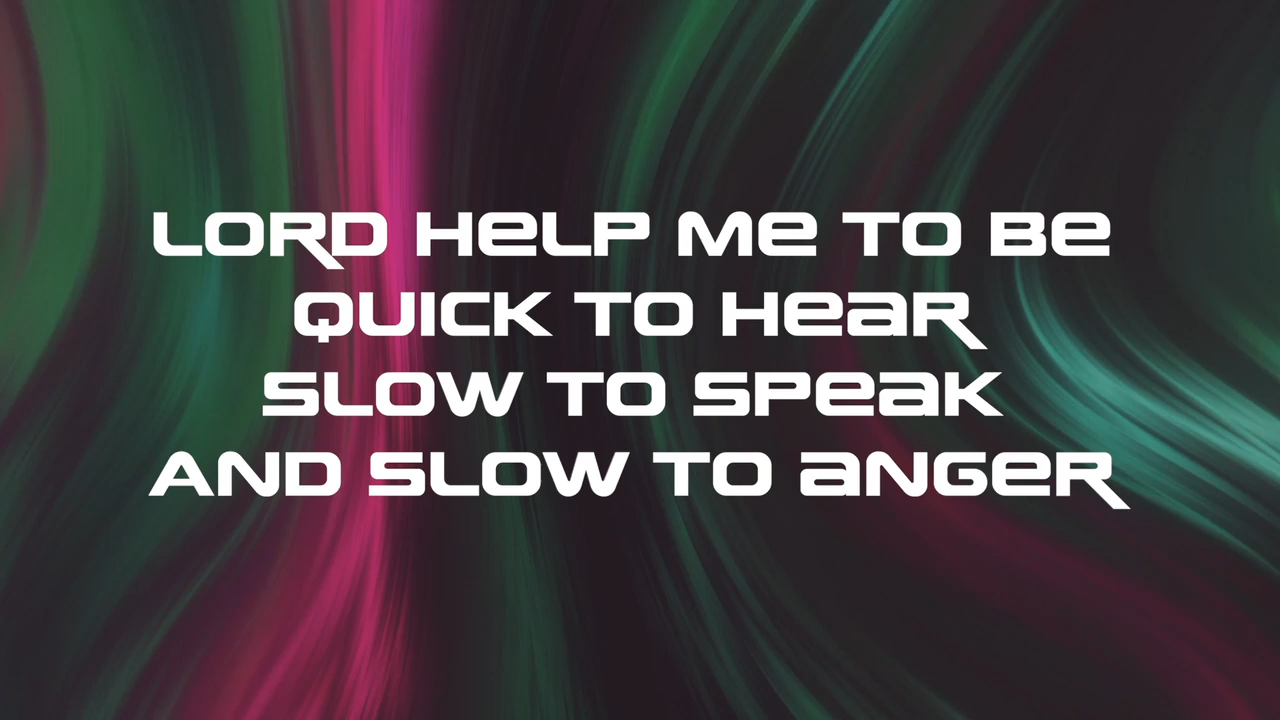 LORD HeLP Me TO Be
QUICK TO HeaR
SLOW TO SPeaK
AND SLOW TO aNGeR